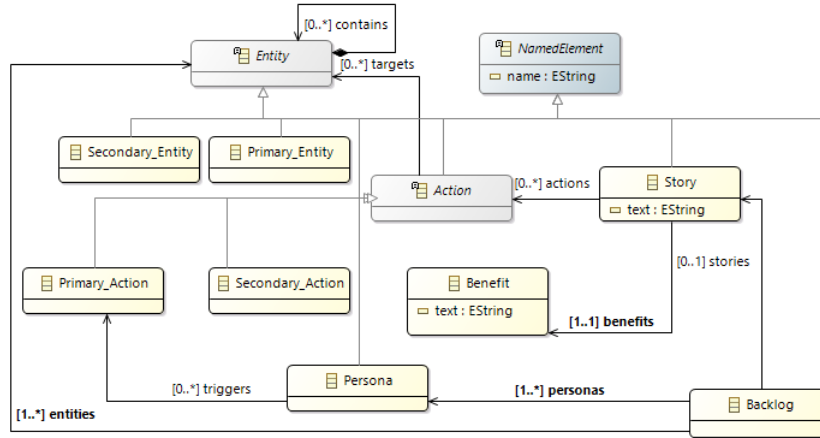 [0..*] contains
Entity
[0..*] targets
NamedElement
name : EString
Secondary_Entity
Primary_Entity
Action
[0..*] actions
Story
text : EString
[0..1] stories
Primary_Action
Secondary_Action
Benefit
text : EString
[1..1] benefits
[0..*] triggers
Persona
[1..*] personas
Backlog
[1..*] entities